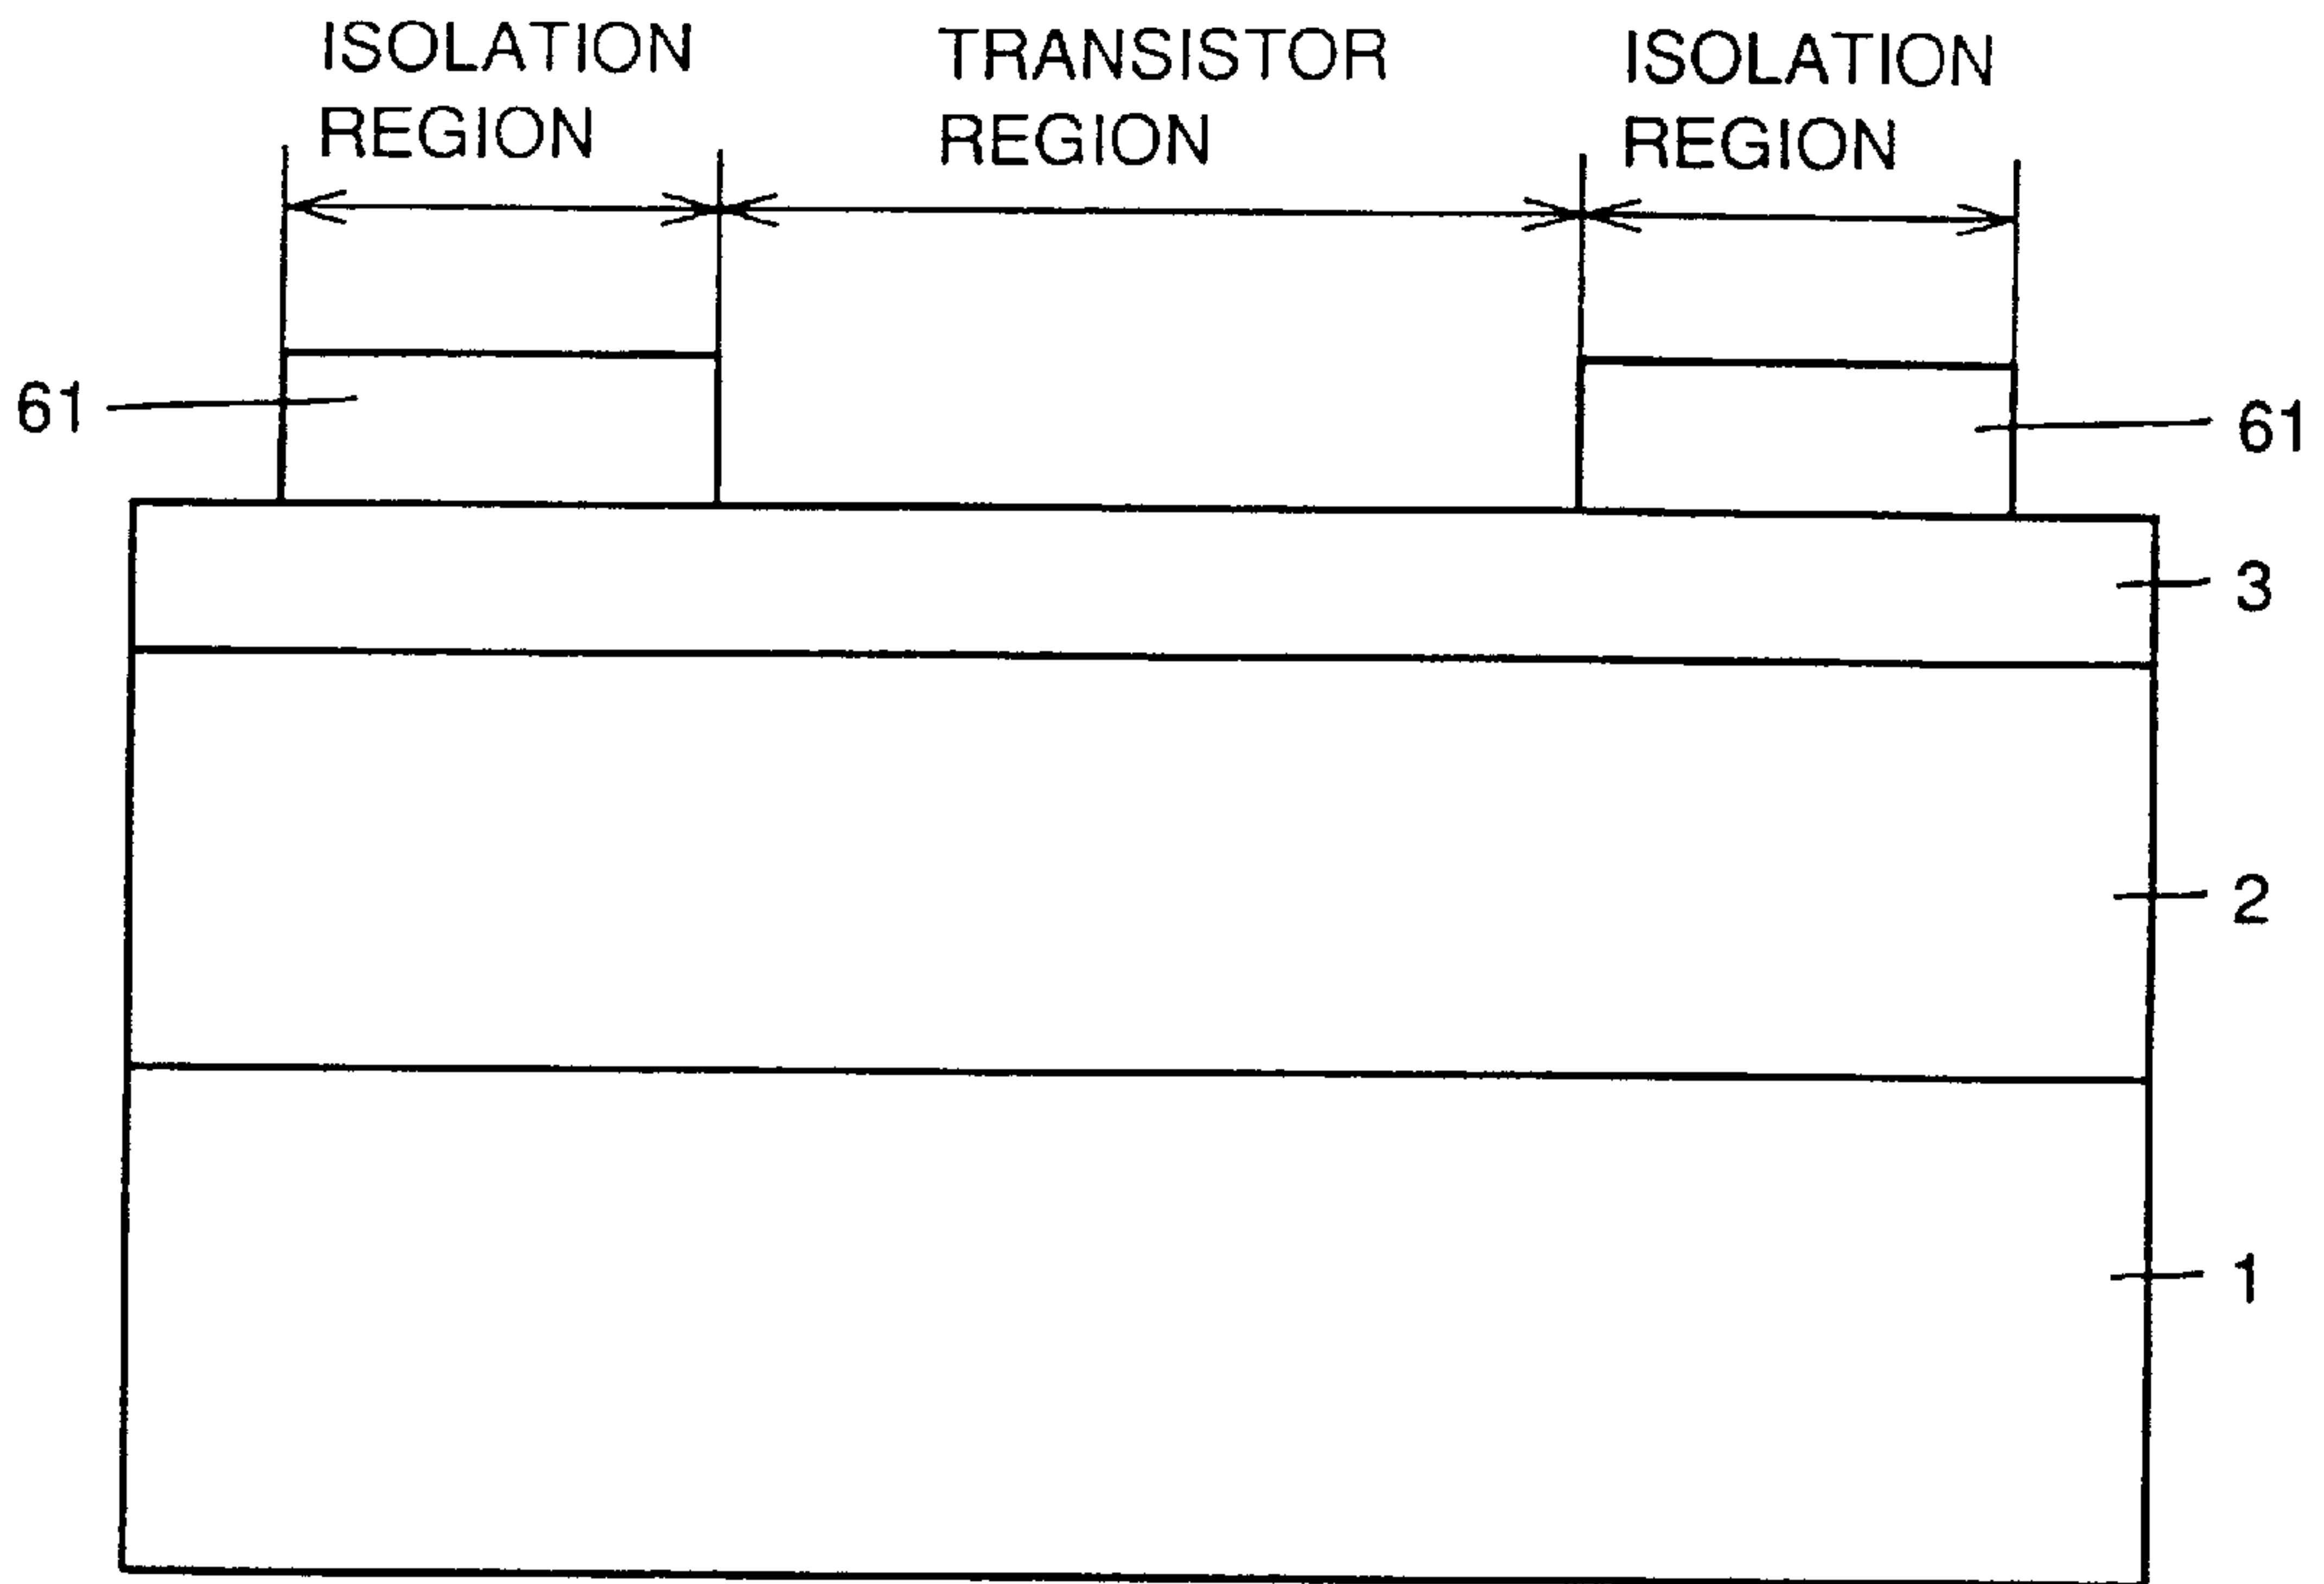 ISOLATION
REGION
TRANSISTOR
REGION
ISOLATION
REGION
61
61
3
2
1